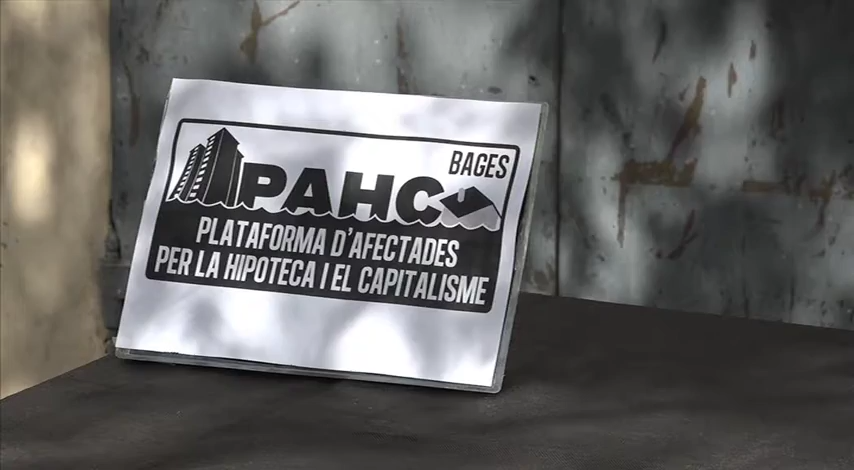 BAGES
PAHC
PLATAFORMA D'AFECTADES
PER LA HIPOTECA I EL CAPITALISME